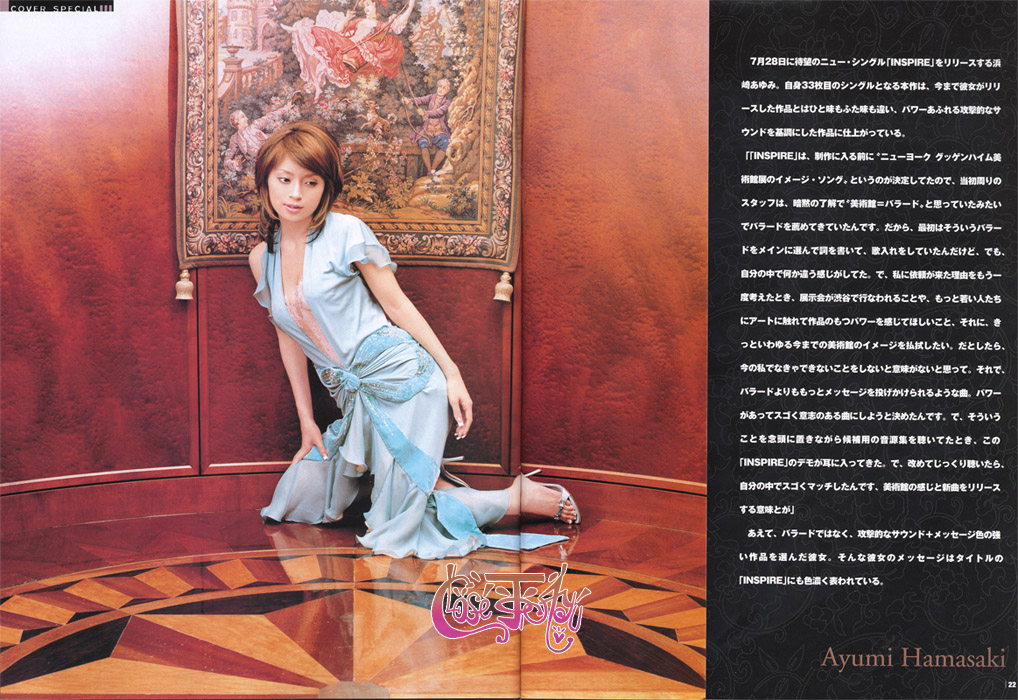 COVER SPECIAL
7月28日に待望のニュー・シングル「INSPIRE」をリリースする浜
崎あゆみ。自身33枚目のシングルとなる本作は、今まで彼女がリリ
ースした作品とはひと味もふた味も違い、パワーあふれる攻撃的なサ
ウンドを基調にした作品に仕上がっている。
「「INSPIRE」は、制作に入る前に〝ニューヨーク グッゲンハイム美
術館展のイメージ・ソング〟というのが決定してたので、当初周りの
スタッフは、暗黙の了解で〝美術館=バラード〟と思っていたみたい
でバラードを薦めてきていたんです。だから、最初はそういうバラー
ドをメインに選んで詞を書いて、歌入れをしていたんだけど、でも、
自分の中で何か違う感じがしてた。で、私に依頼が来た理由をもう一
度考えたとき、展示会が渋谷で行なわれることや、もっと若い人たち
にアートに触れて作品のもつパワーを感じてほしいこと、それに、き
っといわゆる今までの美術館のイメージを払拭したい。だとしたら、
今の私でなきゃできないことをしないと意味がないと思って。それで、
バラードよりももっとメッセージを投げかけられるような曲。パワー
があってスゴく意志のある曲にしようと決めたんです。で、そういう
ことを念頭に置きながら候補用の音源集を聴いてたとき、この
「INSPIRE」のデモが耳に入ってきた。で、改めてじっくり聴いたら、
自分の中でスゴくマッチしたんです、美術館の感じと新曲をリリース
する意味とが」
あえて、バラードではなく、攻撃的なサウンド+メッセージ色の強
い作品を選んだ彼女。そんな彼女のメッセージはタイトルの
「INSPIRE」にも色濃く表われている。
Ayumi Hamasaki
22